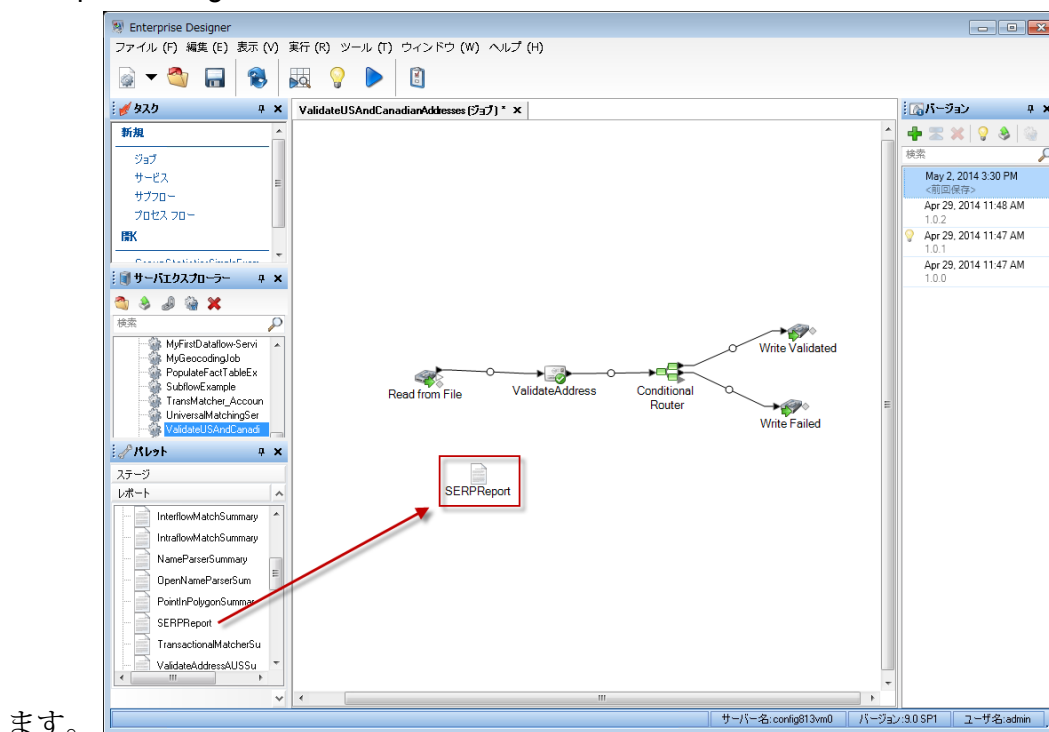 Enterprise Designer
ファイル (F) 編集 (E) 表示 (V) 実行 (R) ツール (T) ウィンドウ (W) ヘルプ (H)
タスク
新規
ジョブ
サービス
サブフロー
プロセス フロー
開く
サーバエクスプローラー
検索
MyFirstDataflow-Servi
MyGeocodingJob
PopulateFactTableEx
SubflowExample
TransMatcher_Accoun
UniversalMatchingSer
ValidateUSAndCanadi
パレット
ステージ
レポート
InterflowMatchSummary
IntraflowMatchSummary
NameParserSummary
OpenNameParserSum
PointInPolygonSummar
SERPReport
TransactionalMatcherSu
ValidateAddressAUSSu
ValidateUSAndCanadianAddresses (ジョブ) *
Read from File
ValidateAddress
Conditional
Router
Write Validated
Write Failed
SERPReport
バージョン
検索
May 2, 2014 3:30 PM
<前回保存>
Apr 29, 2014 11:48 AM
1.0.2
Apr 29, 2014 11:47 AM
1.0.1
Apr 29, 2014 11:47 AM
1.0.0
サーバー名:config813vm0 バージョン:9.0 SP1 ユーザ名:admin
ます。